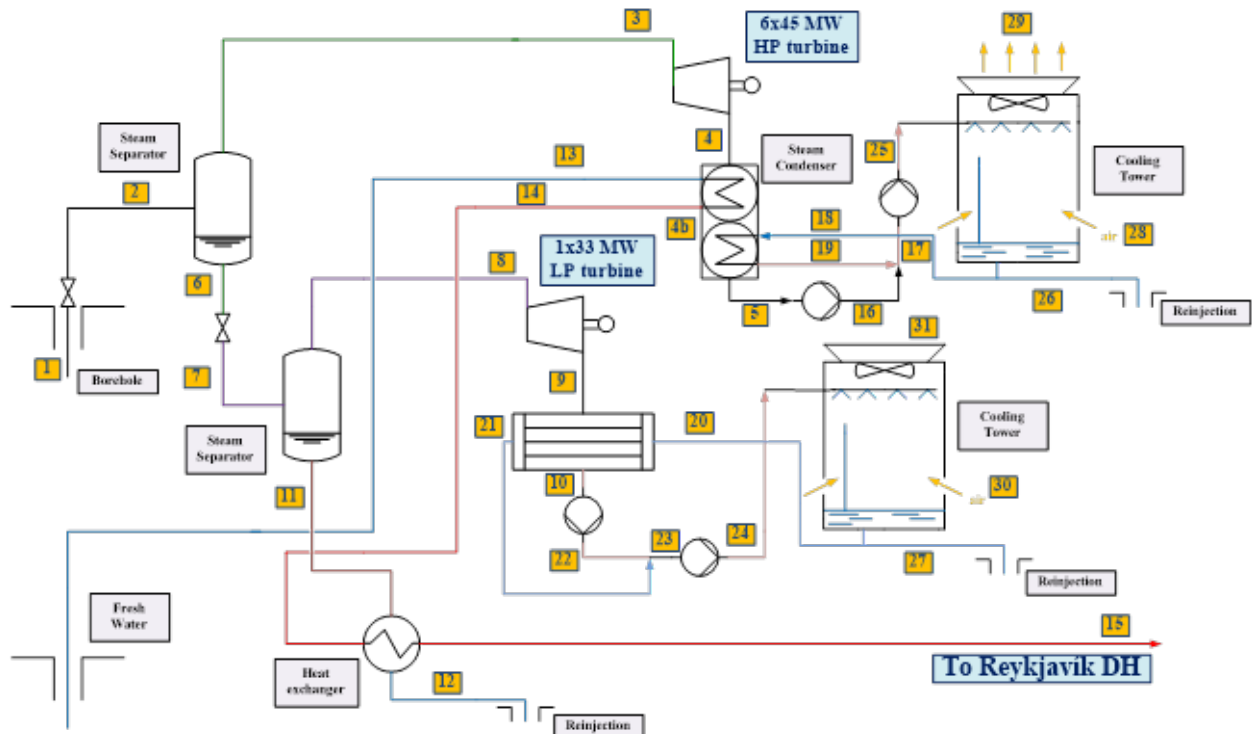 3
6x45 MW
HP turbine
29
Steam
Separator
2
4
13
14
Steam
Condenser
25
Cooling
Tower
4b
18
19
17
air
28
1x33 MW
LP turbine
8
6
5
16
26
Reinjection
31
1
Borehole
7
9
Steam
Separator
21
20
Cooling
Tower
10
air
30
11
22
23
24
27
Reinjection
Fresh
Water
15
To Reykjavík DH
Heat
exchanger
12
Reinjection